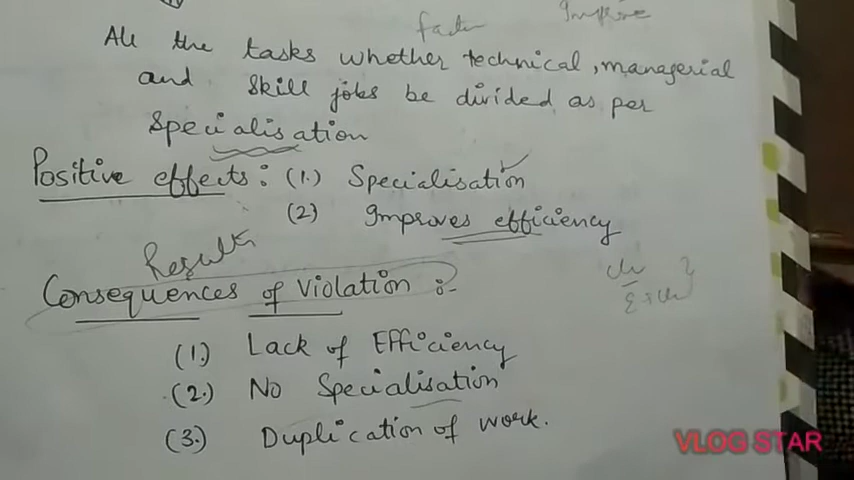 Improve
All the tasks whether technical, managerial
and skill jobs be divided as per
Specialisation
Positive effects: (1.) Specialisation
(2) Improves efficiency
Result
Consequences of Violation :-
(1.) Lack of Efficiency
(2.) No Specialisation
(3.) Duplication of work.
VLOG STAR